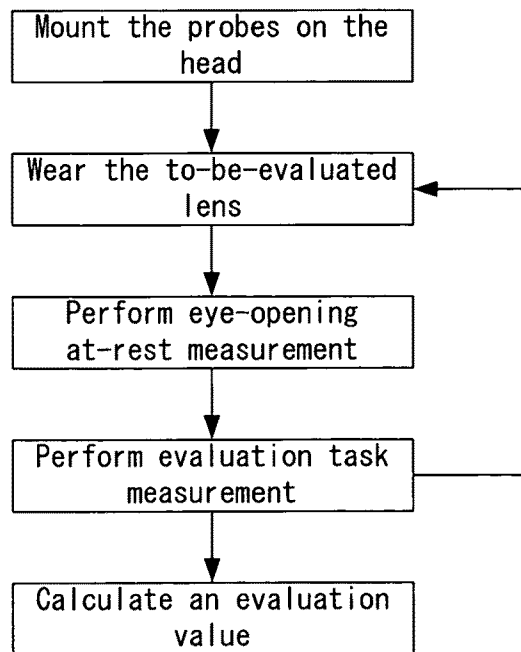 Mount the probes on the
head
Wear the to-be-evaluated
lens
Perform eye-opening
at-rest measurement
Perform evaluation task
measurement
Calculate an evaluation
value